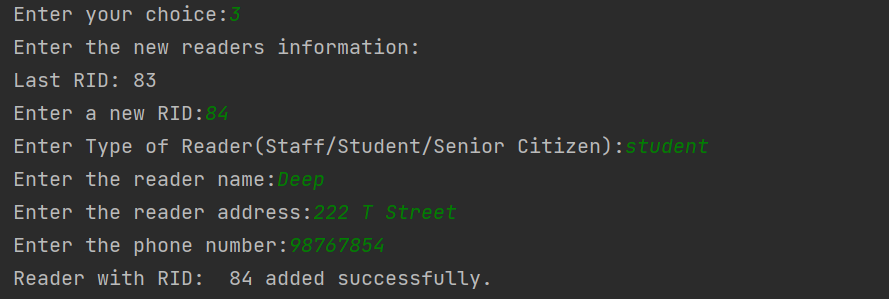 Enter your choice:3
Enter the new readers information:
Last RID: 83
Enter a new RID:84
Enter Type of Reader(Staff/Student/Senior Citizen):student
Enter the reader name:Deep
Enter the reader address:222 T Street
Enter the phone number:98767854
Reader with RID:  84 added successfully.